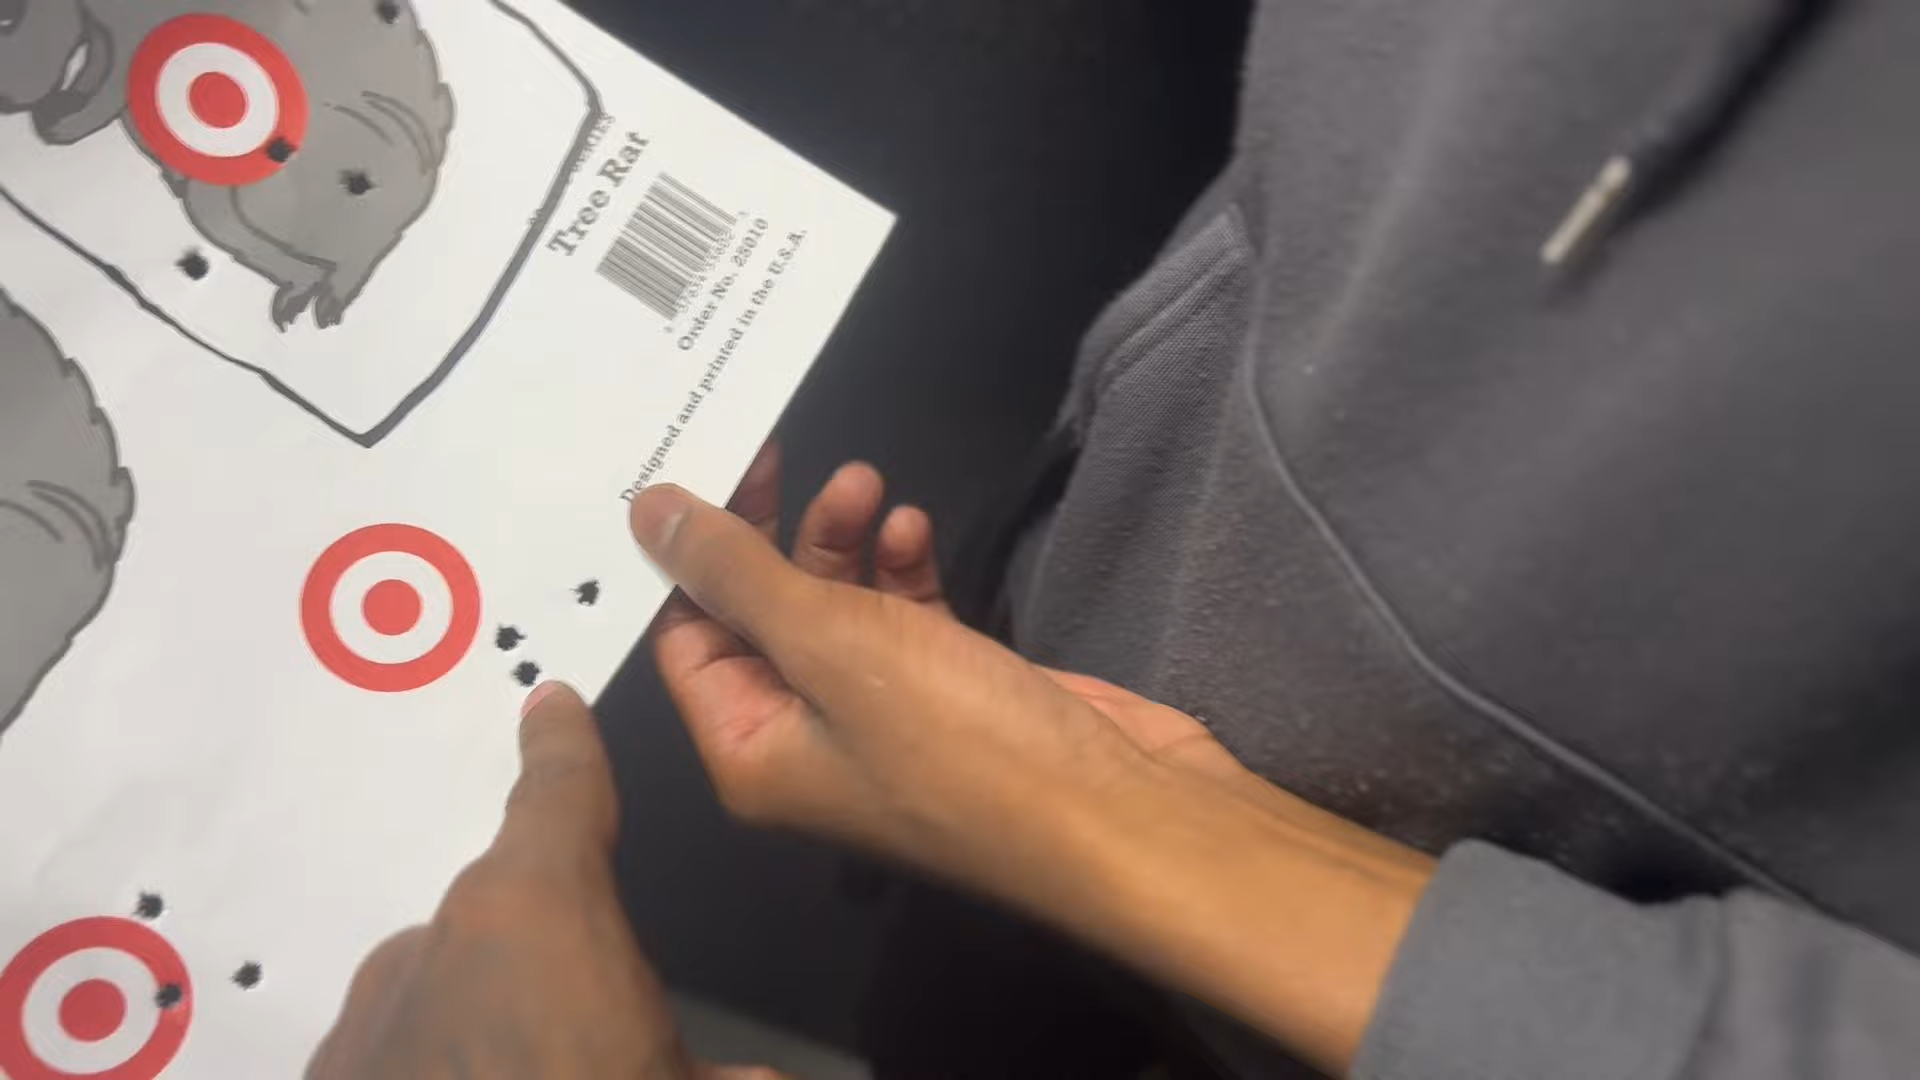 Tree Rat
Order No. 25010
Designed and printed in the U.S.A.